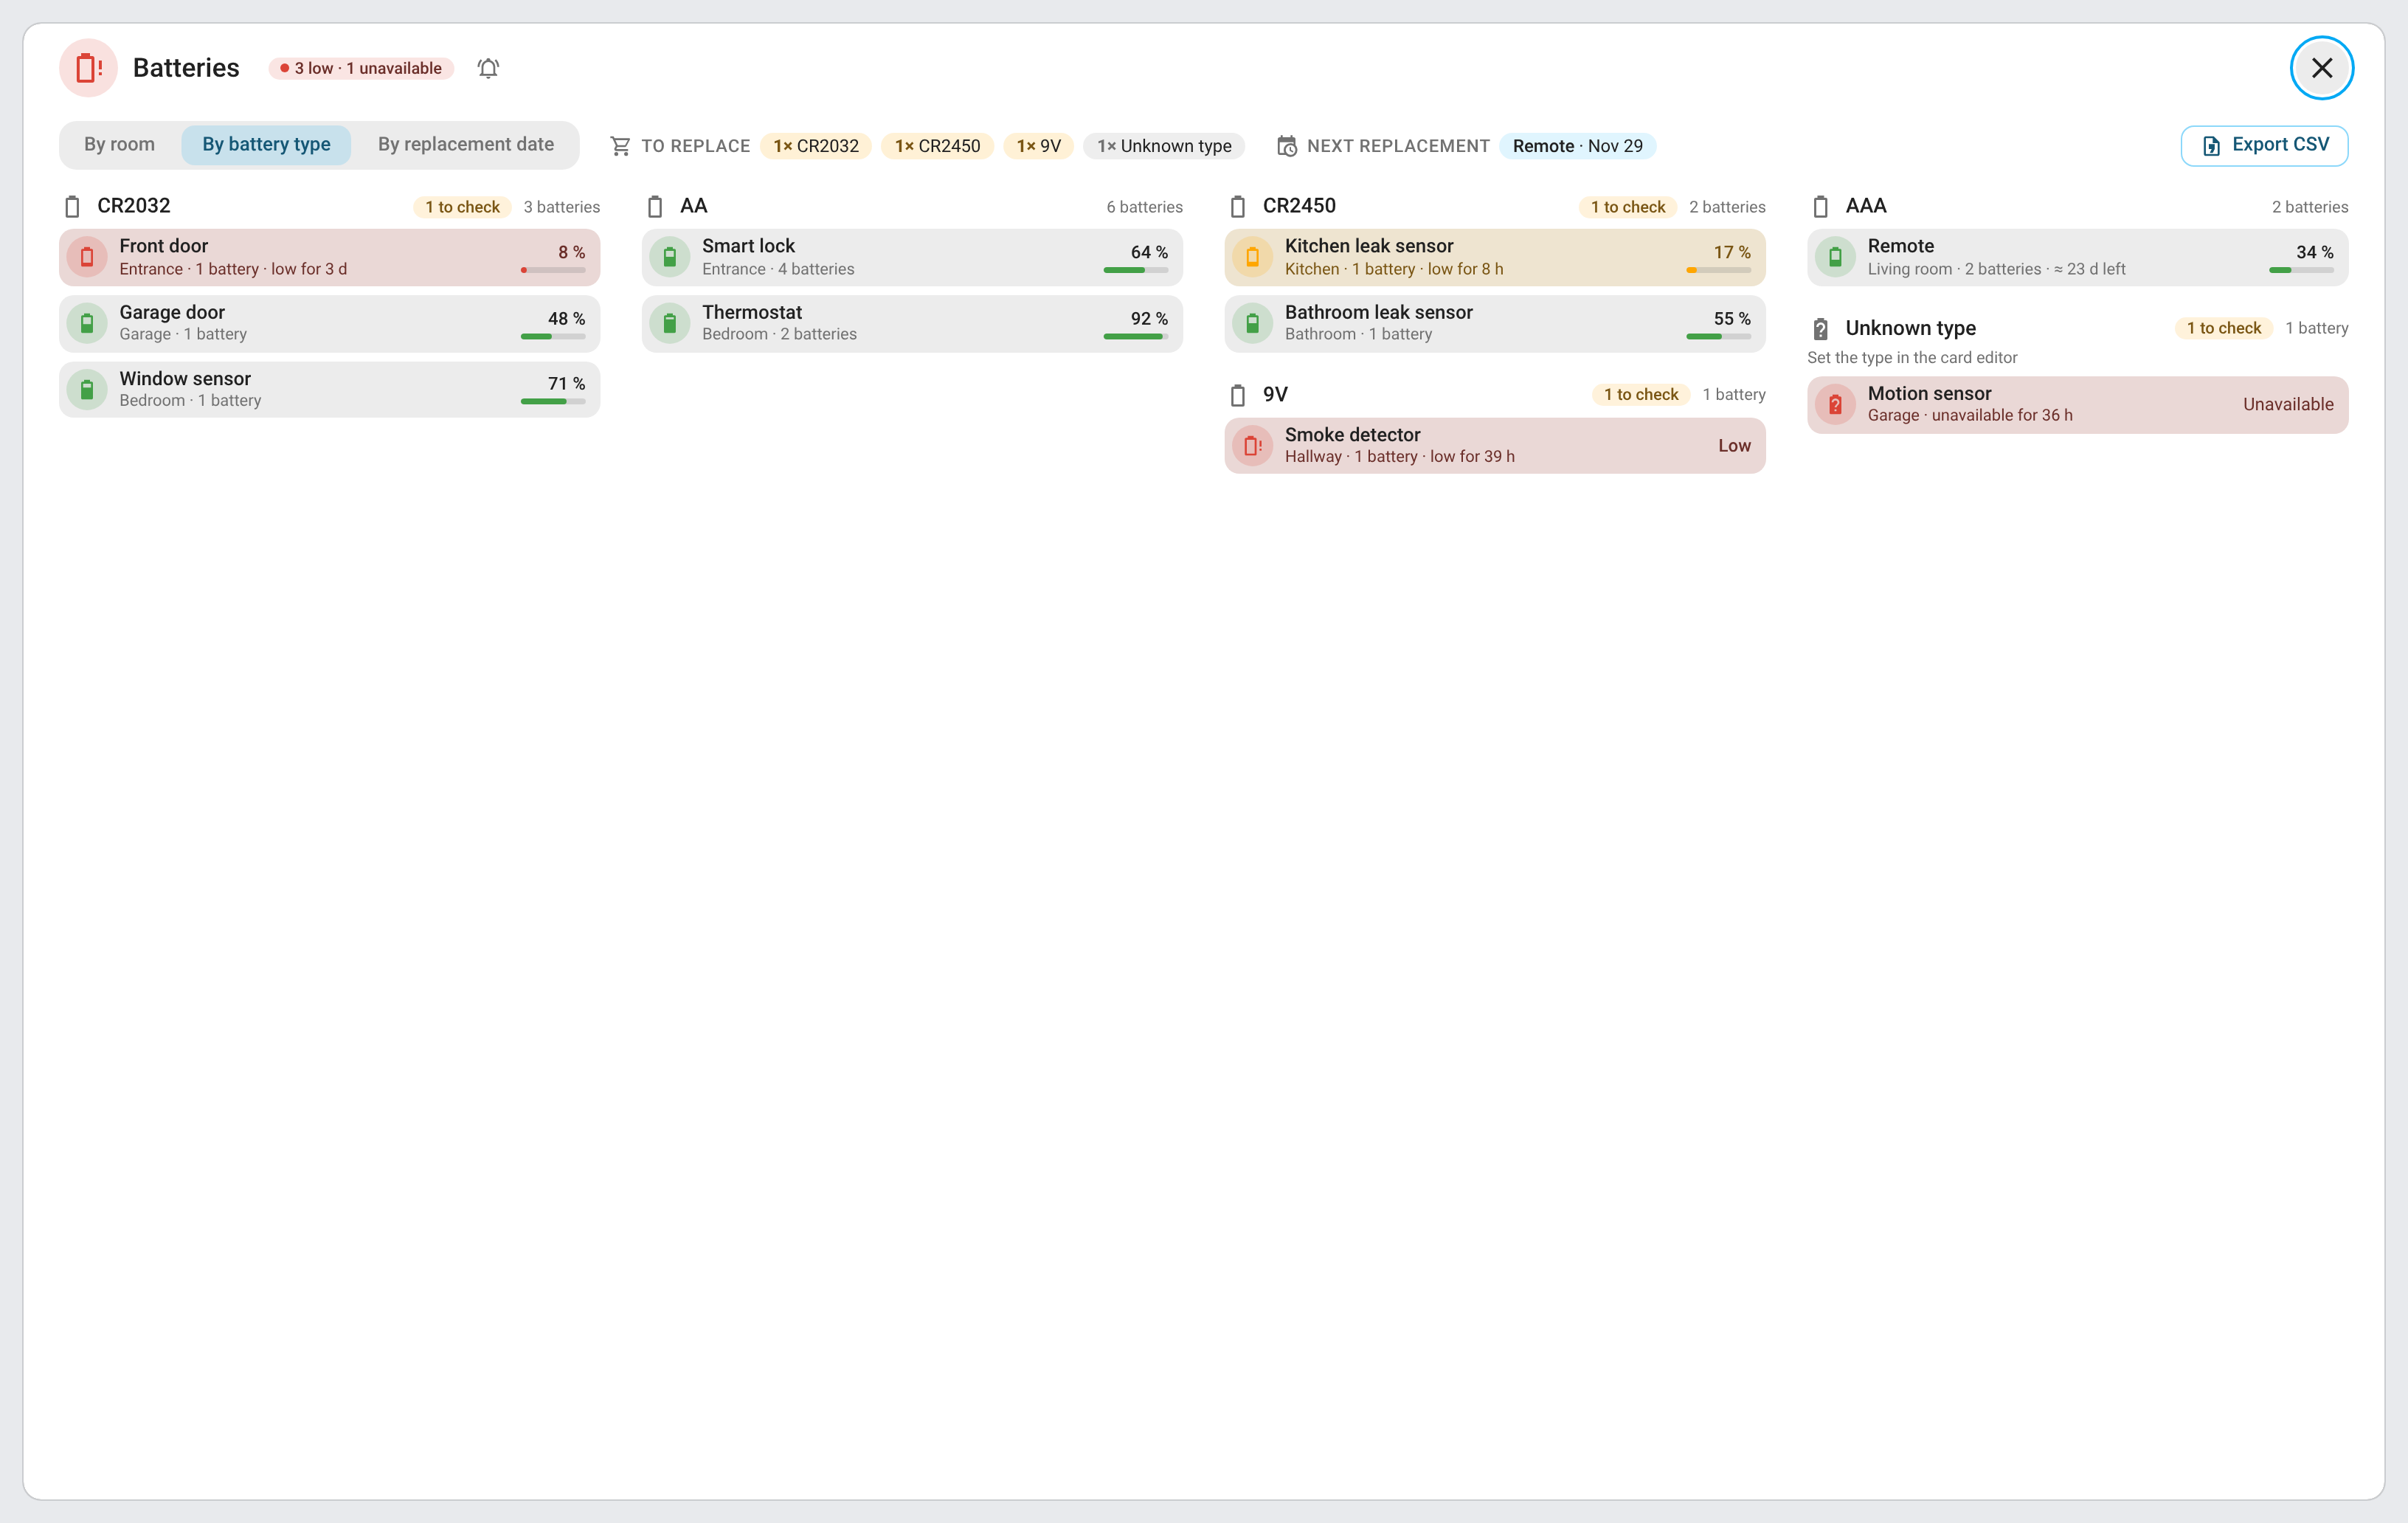 Batteries
3 low · 1 unavailable
By room
By battery type
By replacement date
TO REPLACE
1× CR2032
1× CR2450
1× 9V
1× Unknown type
NEXT REPLACEMENT
Remote · Nov 29
Export CSV
CR2032
1 to check
3 batteries
Front door
8 %
Entrance · 1 battery · low for 3 d
Garage door
48 %
Garage · 1 battery
Window sensor
71 %
Bedroom · 1 battery
AA
6 batteries
Smart lock
64 %
Entrance · 4 batteries
Thermostat
92 %
Bedroom · 2 batteries
CR2450
1 to check
2 batteries
Kitchen leak sensor
17 %
Kitchen · 1 battery · low for 8 h
Bathroom leak sensor
55 %
Bathroom · 1 battery
9V
1 to check
1 battery
Smoke detector
Low
Hallway · 1 battery · low for 39 h
AAA
2 batteries
Remote
34 %
Living room · 2 batteries · ≈ 23 d left
Unknown type
1 to check
1 battery
Set the type in the card editor
Motion sensor
Unavailable
Garage · unavailable for 36 h